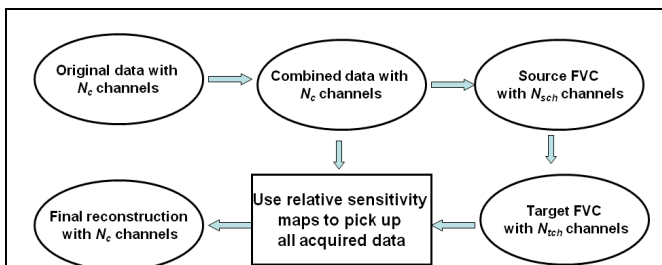 Original data with
Nc channels
Combined data with
Nc channels
Source FVC
with Nsch channels
Final reconstruction
with Nc channels
Use relative sensitivity
maps to pick up
all acquired data
Target FVC
with Ntch channels